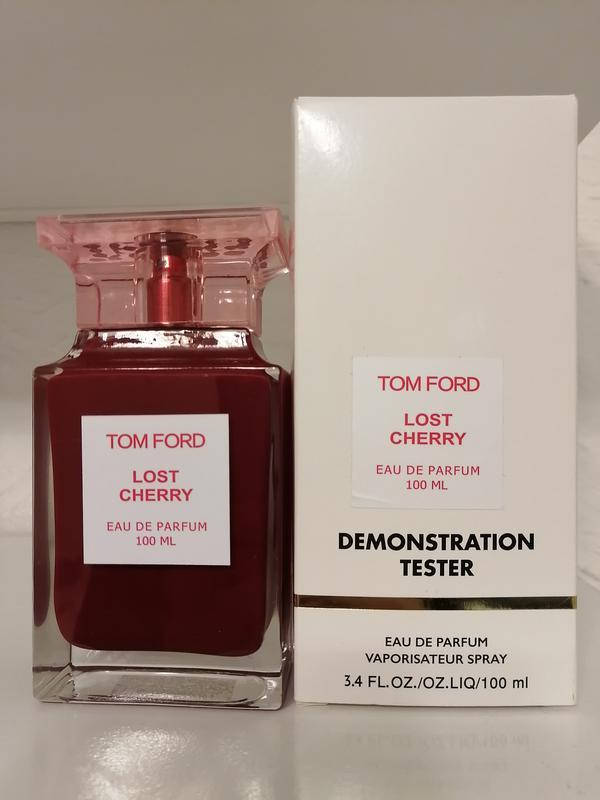 TOM FORD
LOST
CHERRY
EAU DE PARFUM
100 ML
TOM FORD
LOST
CHERRY
EAU DE PARFUM
100 ML
DEMONSTRATION
TESTER
EAU DE PARFUM
VAPORISATEUR SPRAY
3.4 FL.OZ./OZ.LIQ/100 ml